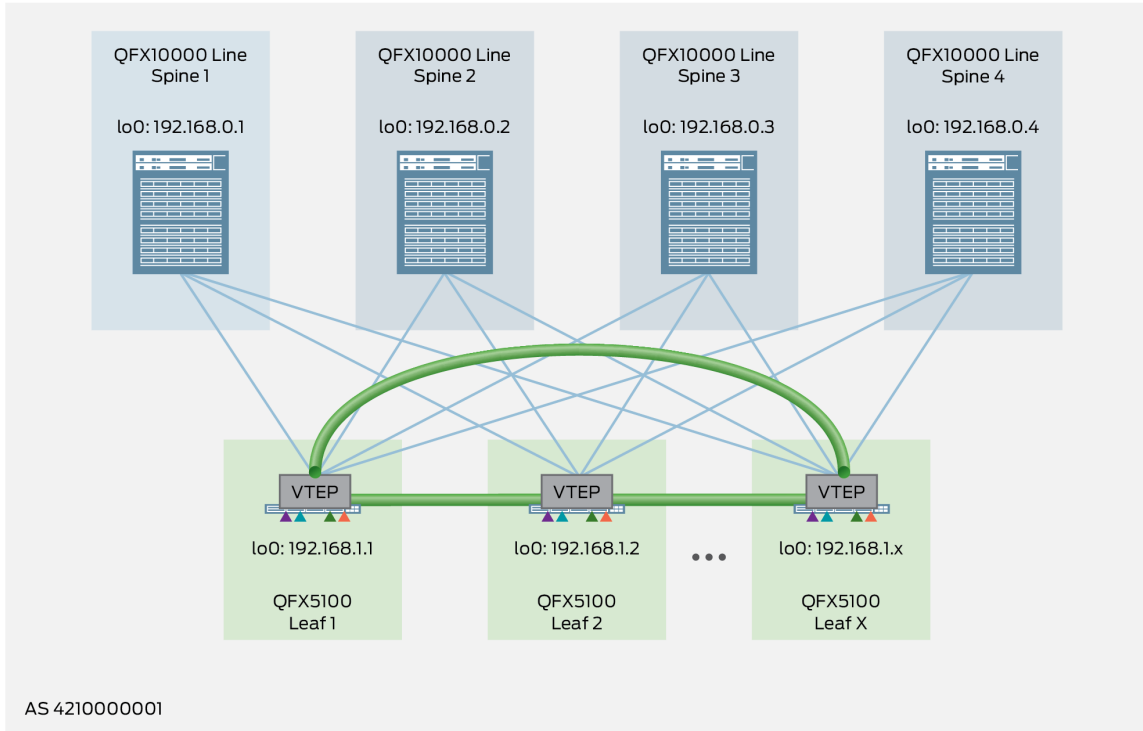 QFX10000 Line
Spine 1
lo0: 192.168.0.1
QFX10000 Line
Spine 2
lo0: 192.168.0.2
QFX10000 Line
Spine 3
lo0: 192.168.0.3
QFX10000 Line
Spine 4
lo0: 192.168.0.4
VTEP
lo0: 192.168.1.1
QFX5100
Leaf 1
VTEP
lo0: 192.168.1.2
QFX5100
Leaf 2
...
VTEP
lo0: 192.168.1.x
QFX5100
Leaf X
AS 4210000001